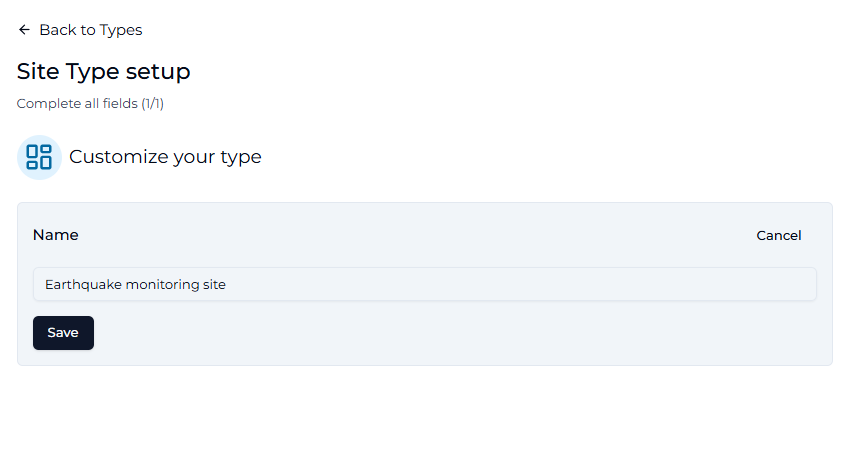 Back to Types
Site Type setup
Complete all fields (1/1)
Customize your type
Name
Cancel
Earthquake monitoring site
Save